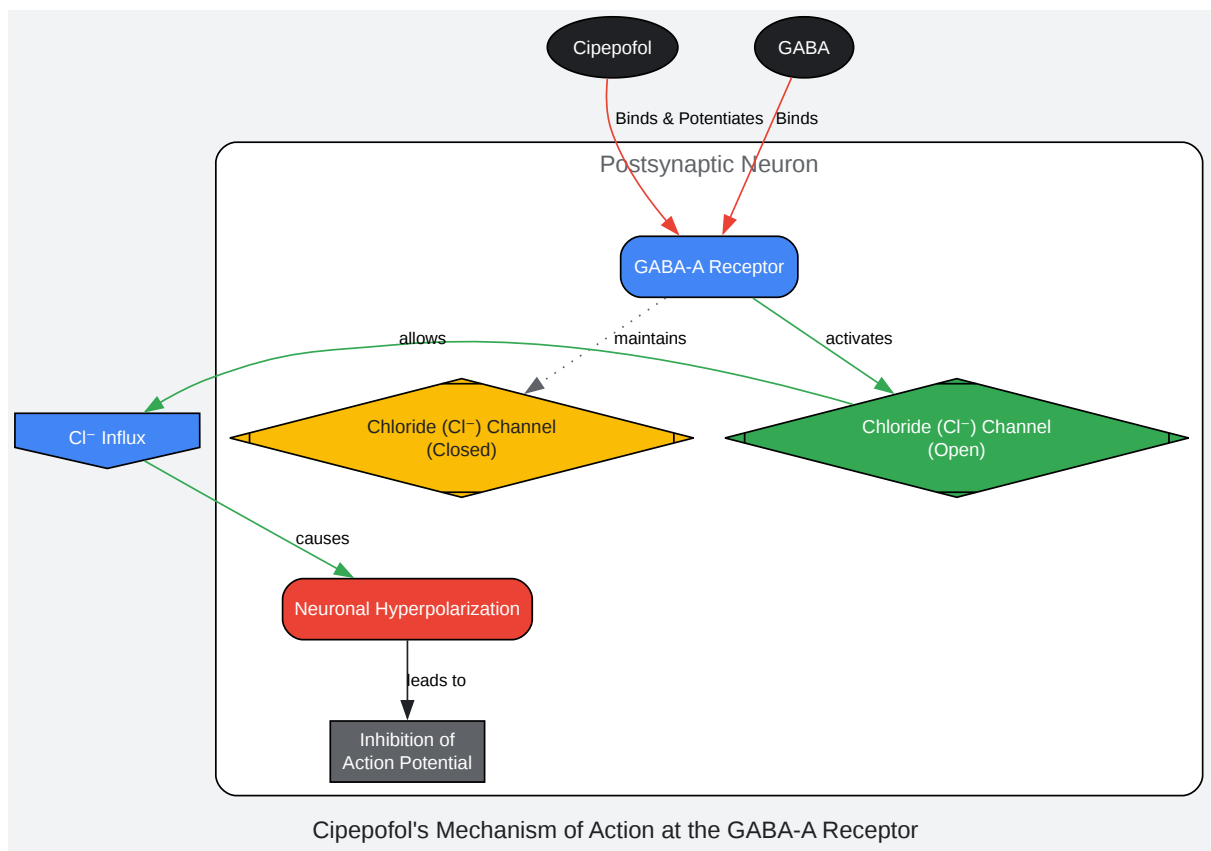 Cipepofol
GABA
Binds & Potentiates
Binds
Postsynaptic Neuron
GABA-A Receptor
allows
maintains
activates
Cl⁻ Influx
Chloride (Cl⁻) Channel
(Closed)
Chloride (Cl⁻) Channel
(Open)
causes
Neuronal Hyperpolarization
leads to
Inhibition of
Action Potential
Cipepofol's Mechanism of Action at the GABA-A Receptor